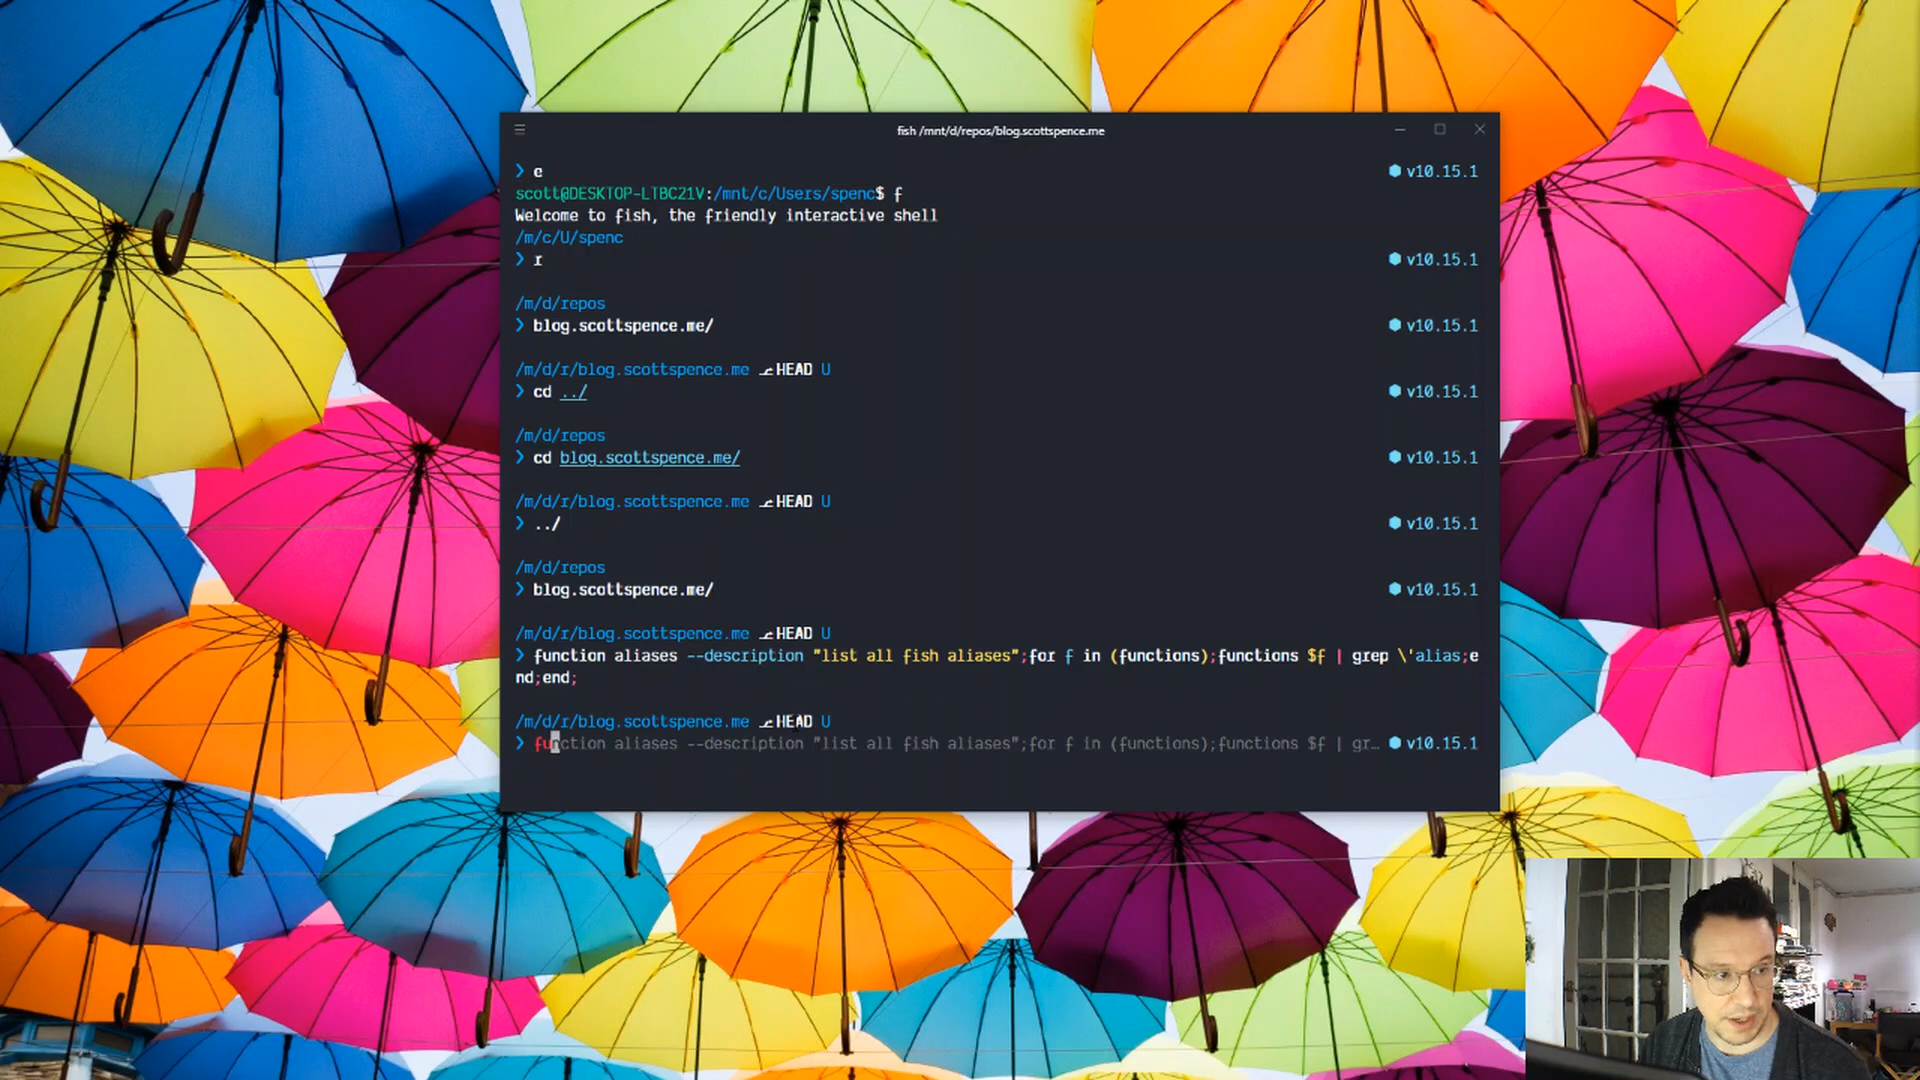 fish /mnt/d/repos/blog.scottspence.me
❯ e v10.15.1
scott@DESKTOP-LTBC21V:/mnt/c/Users/spenc$ f
Welcome to fish, the friendly interactive shell
/m/c/U/spenc
❯ r v10.15.1
/m/d/repos
❯ blog.scottspence.me/ v10.15.1
/m/d/r/blog.scottspence.me HEAD U
❯ cd ../ v10.15.1
/m/d/repos
❯ cd blog.scottspence.me/ v10.15.1
/m/d/r/blog.scottspence.me HEAD U
❯ ../ v10.15.1
/m/d/repos
❯ blog.scottspence.me/ v10.15.1
/m/d/r/blog.scottspence.me HEAD U
❯ function aliases --description "list all fish aliases";for f in (functions);functions $f | grep \'alias;e
nd;end;
/m/d/r/blog.scottspence.me HEAD U
❯ function aliases --description "list all fish aliases";for f in (functions);functions $f | gr… v10.15.1